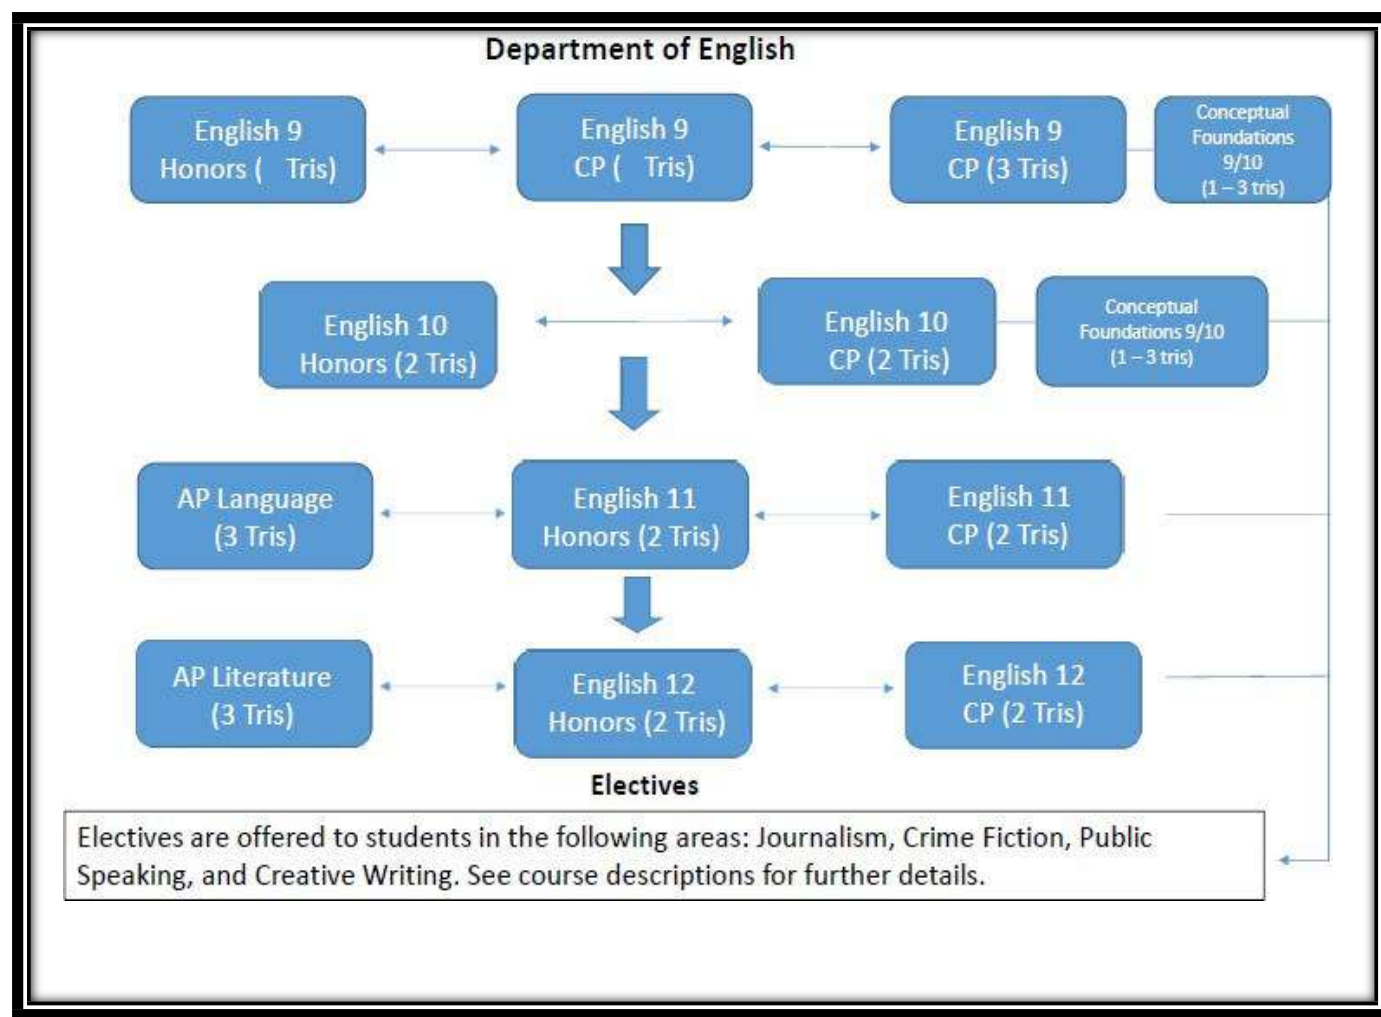 Department of English
English 9
Honors (   Tris)
English 9
CP (   Tris)
English 9
CP (3 Tris)
Conceptual
Foundations
9/10
(1 – 3 tris)
English 10
Honors (2 Tris)
English 10
CP (2 Tris)
Conceptual
Foundations 9/10
(1 – 3 tris)
AP Language
(3 Tris)
English 11
Honors (2 Tris)
English 11
CP (2 Tris)
AP Literature
(3 Tris)
English 12
Honors (2 Tris)
English 12
CP (2 Tris)
Electives
Electives are offered to students in the following areas: Journalism, Crime Fiction, Public
Speaking, and Creative Writing. See course descriptions for further details.